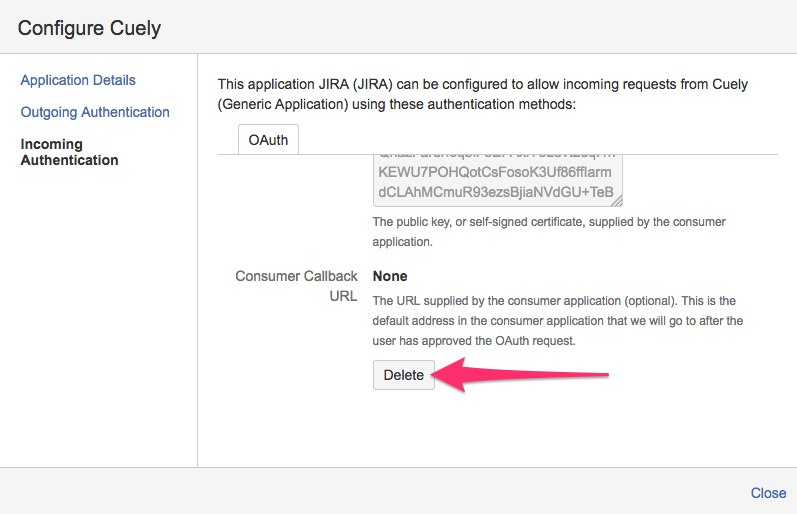 Configure Cuely
Application Details
Outgoing Authentication
Incoming
Authentication
This application JIRA (JIRA) can be configured to allow incoming requests from Cuely
(Generic Application) using these authentication methods:
OAuth
KEWU7POHQotCsFosoK3Uf86fflarm
dCLAhMCmuR93ezsBjiaNVdGU+TeB
The public key, or self-signed certificate, supplied by the consumer
application.
Consumer Callback
URL
None
The URL supplied by the consumer application (optional). This is the
default address in the consumer application that we will go to after the
user has approved the OAuth request.
Delete
Close